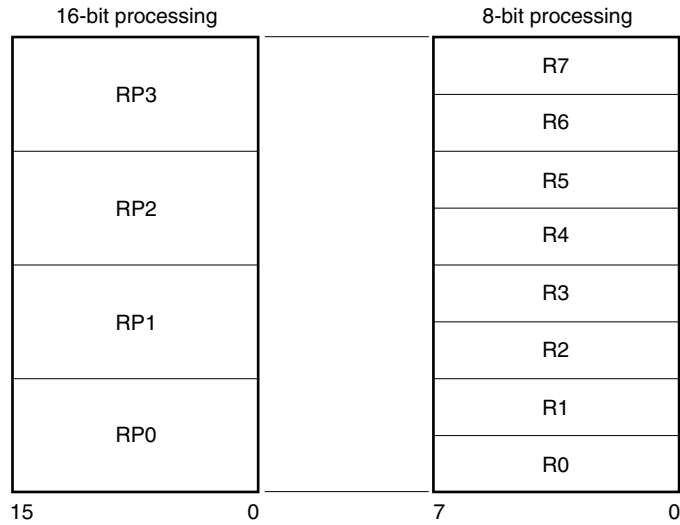 16-bit processing
8-bit processing
RP3
RP2
RP1
RP0
15 0
R7
R6
R5
R4
R3
R2
R1
R0
7 0